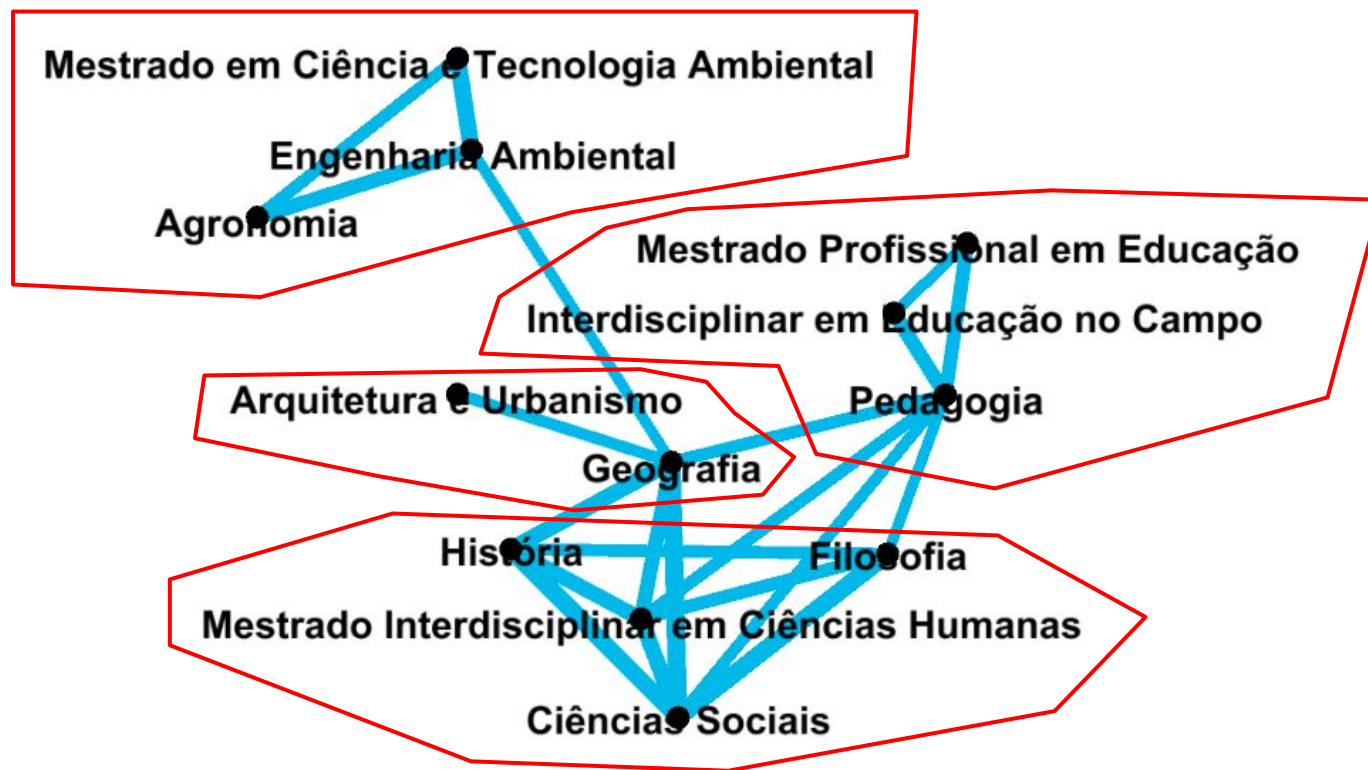 Mestrado em Ciência e Tecnologia Ambiental
Engenharia Ambiental
Agronomia
Mestrado Profissional em Educação
Interdisciplinar em Educação no Campo
Arquitetura e Urbanismo
Pedagogia
Geografia
História
Filosofia
Mestrado Interdisciplinar em Ciências Humanas
Ciências Sociais